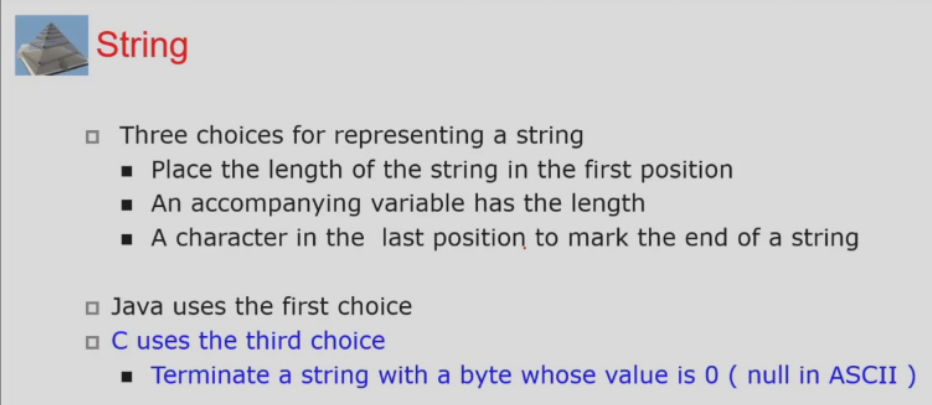 String
Three choices for representing a string
Place the length of the string in the first position
An accompanying variable has the length
A character in the last position to mark the end of a string
Java uses the first choice
C uses the third choice
Terminate a string with a byte whose value is 0 ( null in ASCII )